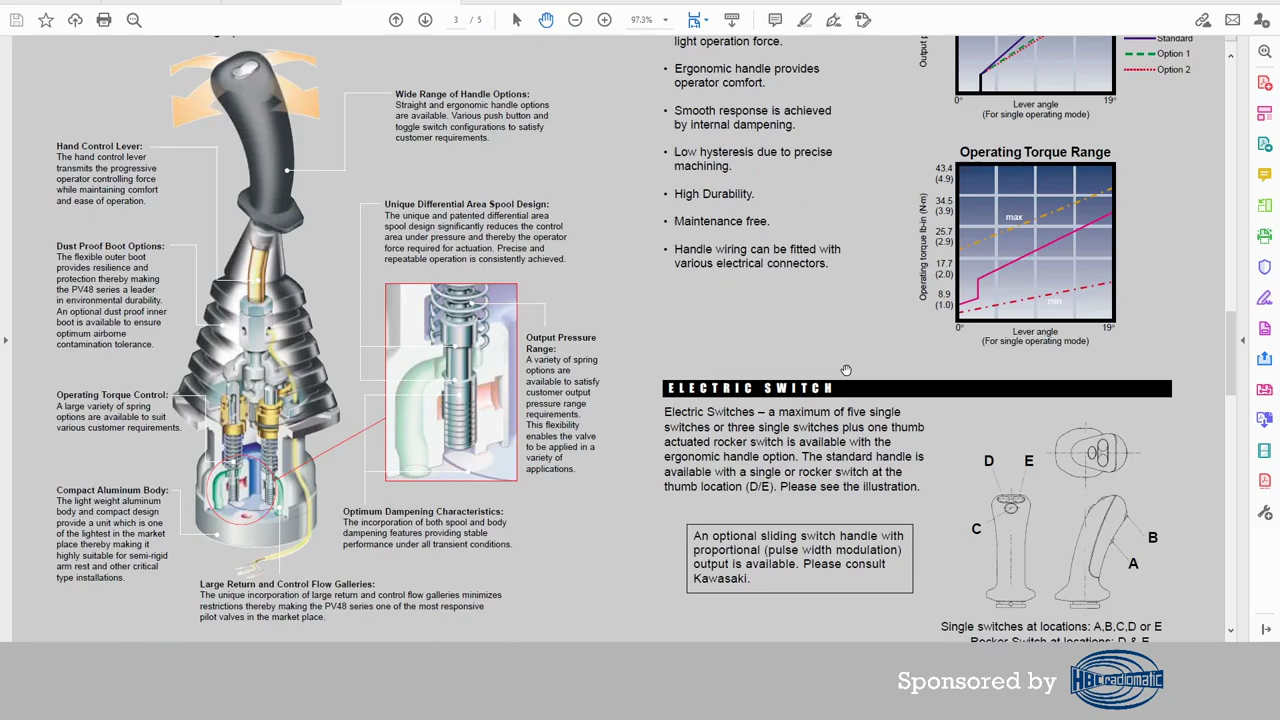 3 / 5
97.3%
Wide Range of Handle Options:
Straight and ergonomic handle options
are available. Various push button and
toggle switch configurations to satisfy
customer requirements.
Hand Control Lever:
The hand control lever
transmits the progressive
operator controlling force
while maintaining comfort
and ease of operation.
Unique Differential Area Spool Design:
The unique and patented differential area
spool design significantly reduces the control
area under pressure and thereby the operator
force required for actuation. Precise and
repeatable operation is consistently achieved.
Dust Proof Boot Options:
The flexible outer boot
provides resilience and
protection thereby making
the PV48 series a leader
in environmental durability.
An optional dust proof inner
boot is available to ensure
optimum airborne
contamination tolerance.
Output Pressure
Range:
A variety of spring
options are
available to satisfy
customer output
pressure range
requirements.
This flexibility
enables the valve
to be applied in a
variety of
applications.
Operating Torque Control:
A large variety of spring
options are available to suit
various customer requirements.
Compact Aluminum Body:
The light weight aluminum
body and compact design
provide a unit which is one
of the lightest in the market
place thereby making it
highly suitable for semi-rigid
arm rest and other critical
type installations.
Optimum Dampening Characteristics:
The incorporation of both spool and body
dampening features providing stable
performance under all transient conditions.
Large Return and Control Flow Galleries:
The unique incorporation of large return and control flow galleries minimizes
restrictions thereby making the PV48 series one of the most responsive
pilot valves in the market place.
light operation force.
• Ergonomic handle provides
operator comfort.
• Smooth response is achieved
by internal dampening.
• Low hysteresis due to precise
machining.
• High Durability.
• Maintenance free.
• Handle wiring can be fitted with
various electrical connectors.
Output p
Standard
Option 1
Option 2
0° 19°
Lever angle
(For single operating mode)
Operating Torque Range
Operating torque lb-in (N-m)
43.4
(4.9)
34.5
(3.9)
25.7
(2.9)
17.7
(2.0)
8.9
(1.0)
max
min
0° 19°
Lever angle
(For single operating mode)
ELECTRIC SWITCH
Electric Switches – a maximum of five single
switches or three single switches plus one thumb
actuated rocker switch is available with the
ergonomic handle option. The standard handle is
available with a single or rocker switch at the
thumb location (D/E). Please see the illustration.
An optional sliding switch handle with
proportional (pulse width modulation)
output is available. Please consult
Kawasaki.
D E
C
B
A
Single switches at locations: A,B,C,D or E
Rocker Switch at locations: D & E
Sponsored by
HBC radiomatic